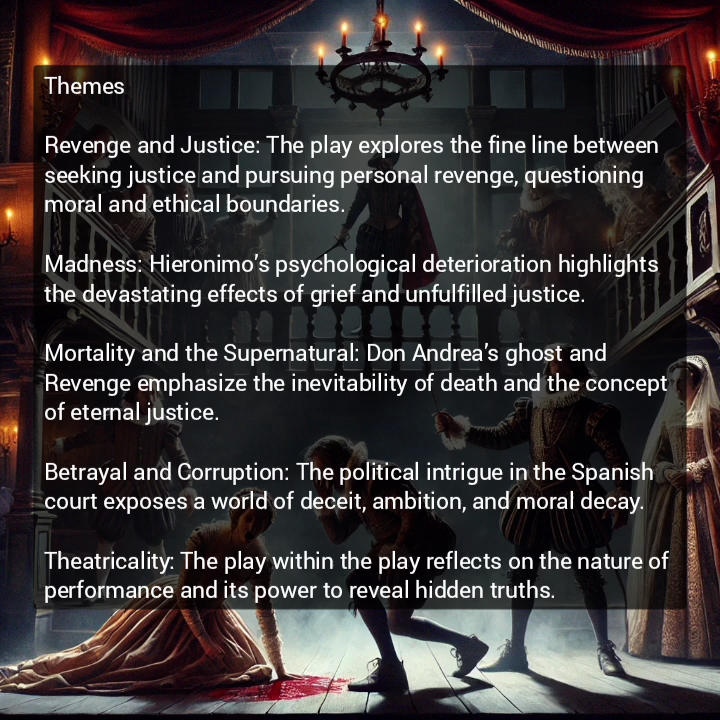 Themes
Revenge and Justice: The play explores the fine line between
seeking justice and pursuing personal revenge, questioning
moral and ethical boundaries.
Madness: Hieronimo’s psychological deterioration highlights
the devastating effects of grief and unfulfilled justice.
Mortality and the Supernatural: Don Andrea’s ghost and
Revenge emphasize the inevitability of death and the concept
of eternal justice.
Betrayal and Corruption: The political intrigue in the Spanish
court exposes a world of deceit, ambition, and moral decay.
Theatricality: The play within the play reflects on the nature of
performance and its power to reveal hidden truths.